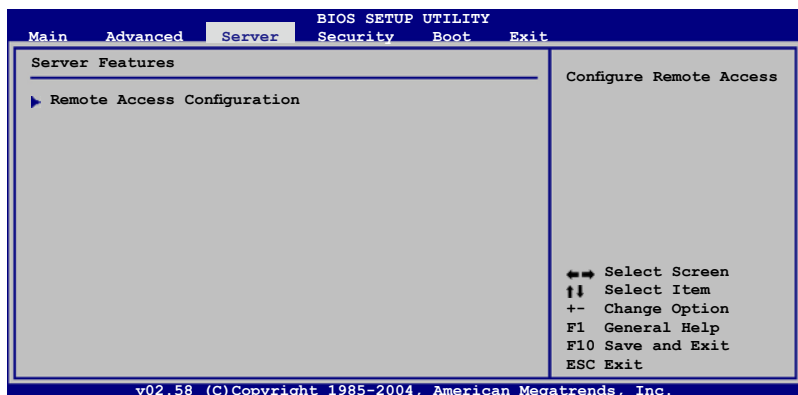 BIOS SETUP UTILITY
Main Advanced Server Security Boot Exit
Server Features
Remote Access Configuration
Configure Remote Access
Select Screen
Select Item
+- Change Option
F1 General Help
F10 Save and Exit
ESC Exit
v02.58 (C)Copyright 1985-2004, American Megatrends, Inc.